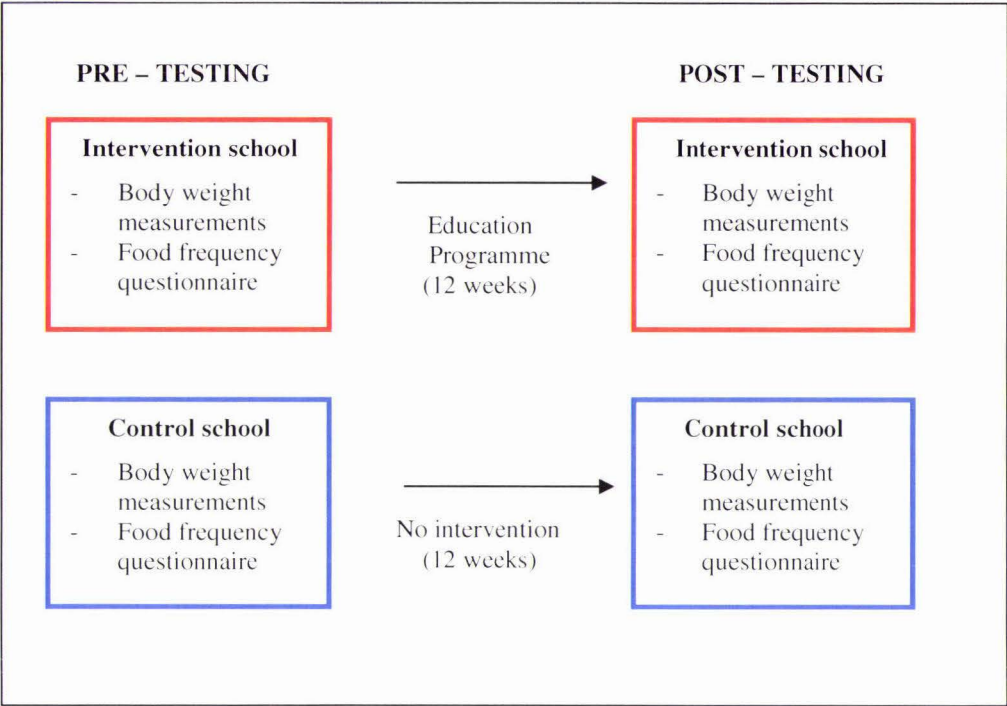 PRE – TESTING
POST – TESTING
Intervention school
- Body weight
measurements
- Food frequency
questionnaire
Education
Programme
(12 weeks)
Intervention school
- Body weight
measurements
- Food frequency
questionnaire
Control school
- Body weight
measurements
- Food frequency
questionnaire
No intervention
(12 weeks)
Control school
- Body weight
measurements
- Food frequency
questionnaire